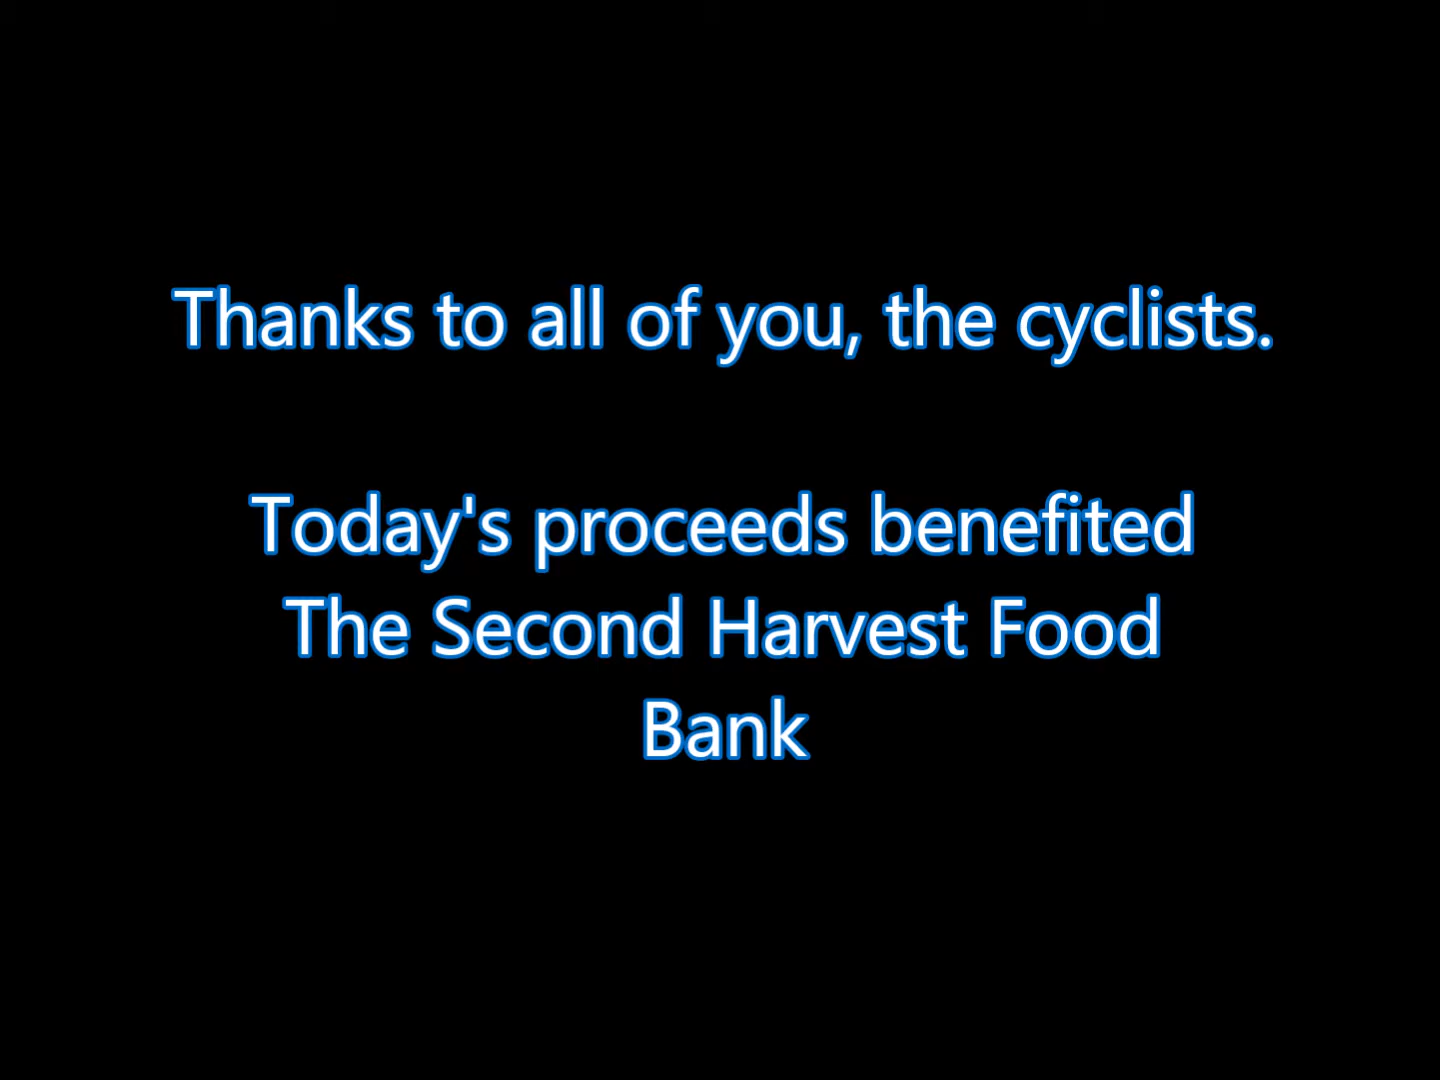 Thanks to all of you, the cyclists.
Today's proceeds benefited
The Second Harvest Food
Bank